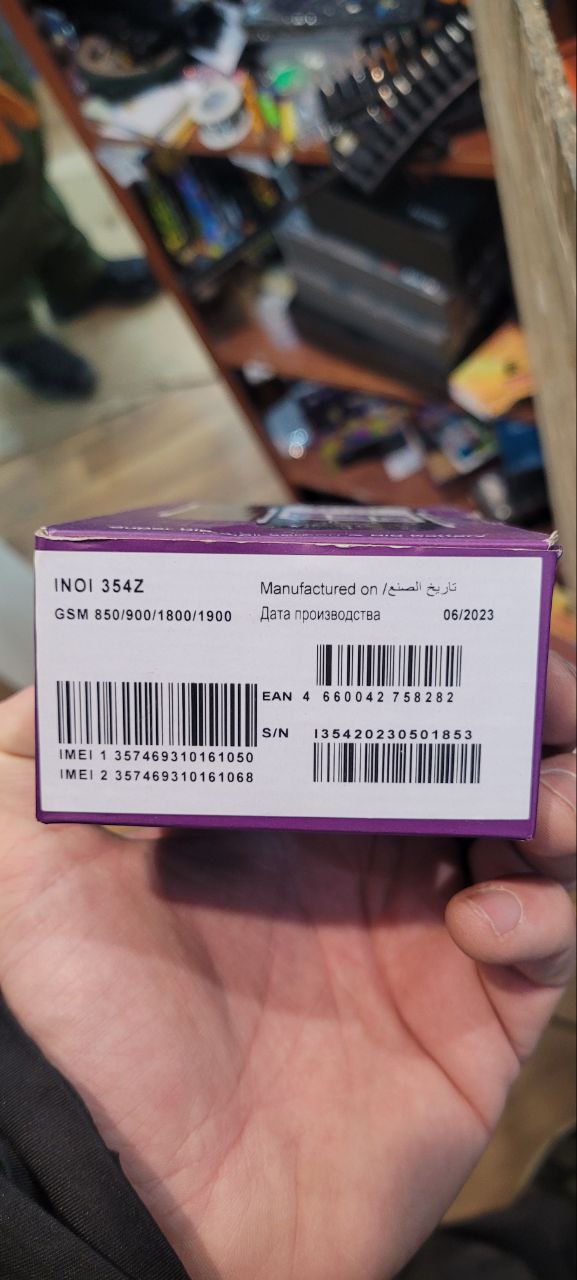 INOI 354Z
GSM 850/900/1800/1900
Manufactured on / تاريخ الصنع
Дата производства 06/2023
EAN 4 660042 758282
S/N I35420230501853
IMEI 1 357469310161050
IMEI 2 357469310161068